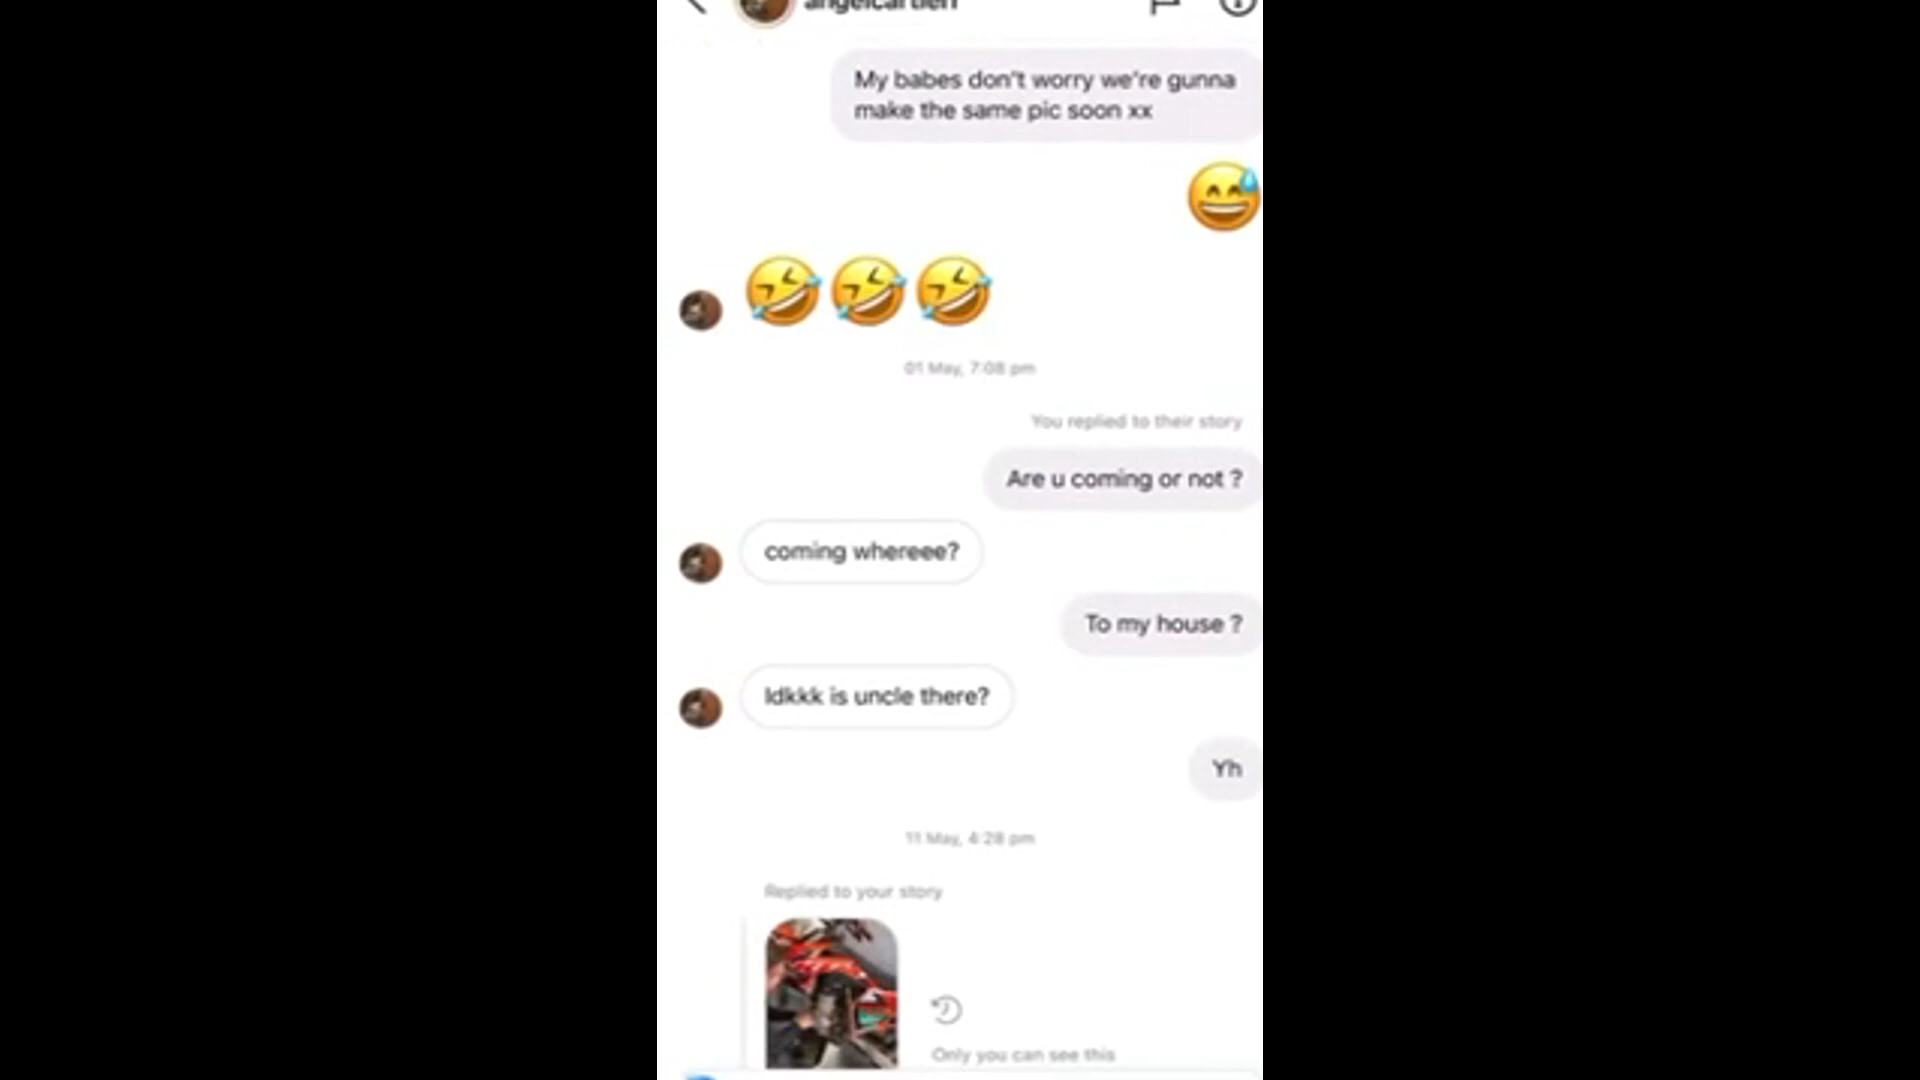 My babes don't worry we're gunna
make the same pic soon xx
01 May, 7:08 pm
You replied to their story
Are u coming or not ?
coming whereee?
To my house ?
Idkkk is uncle there?
Yh
11 May, 4:28 pm
Replied to your story
Only you can see this